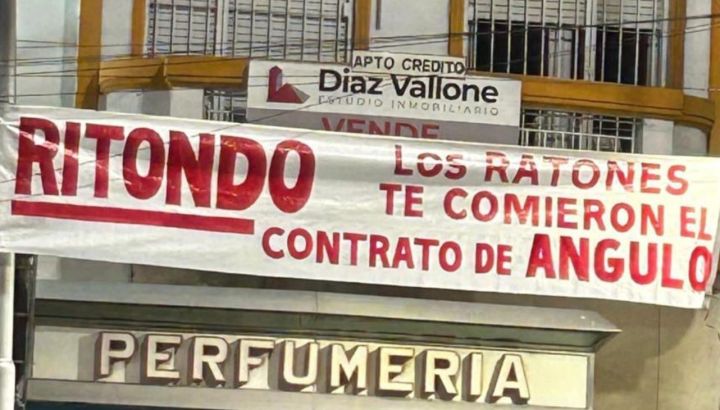 APTO CREDITO
Diaz Vallone
ESTUDIO INMOBILIARIO
VENDE
RITONDO
LOS RATONES
TE COMIERON EL
CONTRATO DE ANGULO
PERFUMERIA